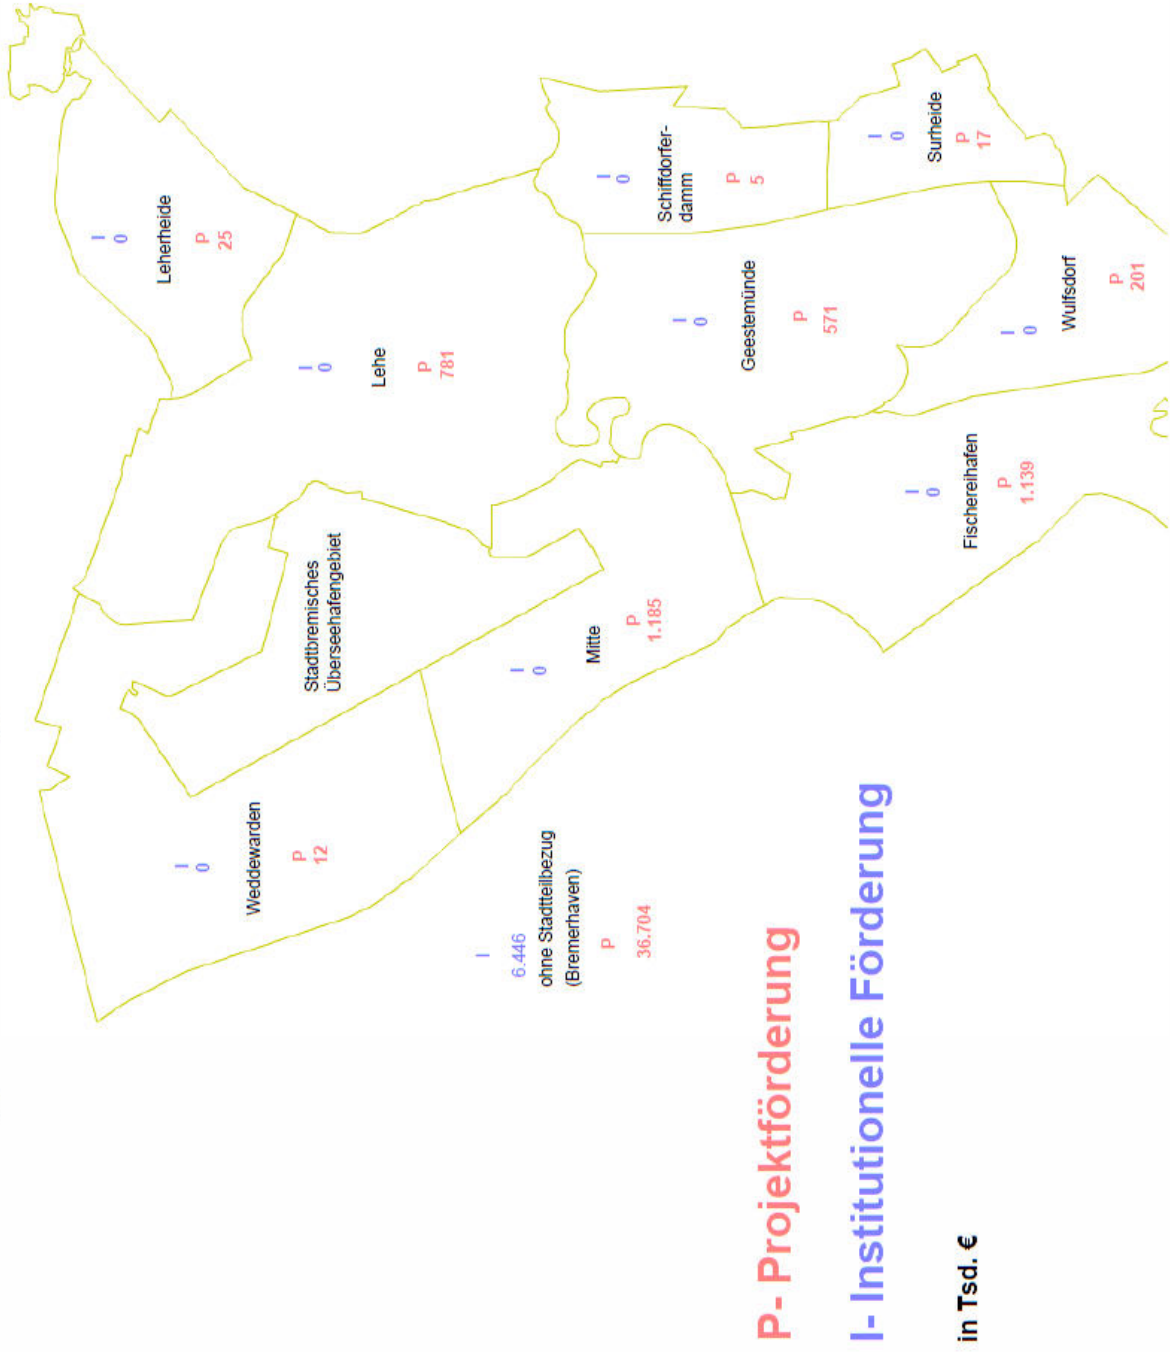 I
0
Leherheide
P
25
I
0
Lehe
P
781
Stadtbremisches
Überseehafengebiet
I
0
Weddewarden
P
12
I
0
Schiffdorfer-
damm
P
5
I
0
Surheide
P
17
I
0
Geestemünde
P
571
I
0
Wulfsdorf
P
201
I
0
Mitte
P
1.185
I
0
Fischereihafen
P
1.139
I
6.446
ohne Stadtteilbezug
(Bremerhaven)
P
36.704
P- Projektförderung
I- Institutionelle Förderung
in Tsd. €